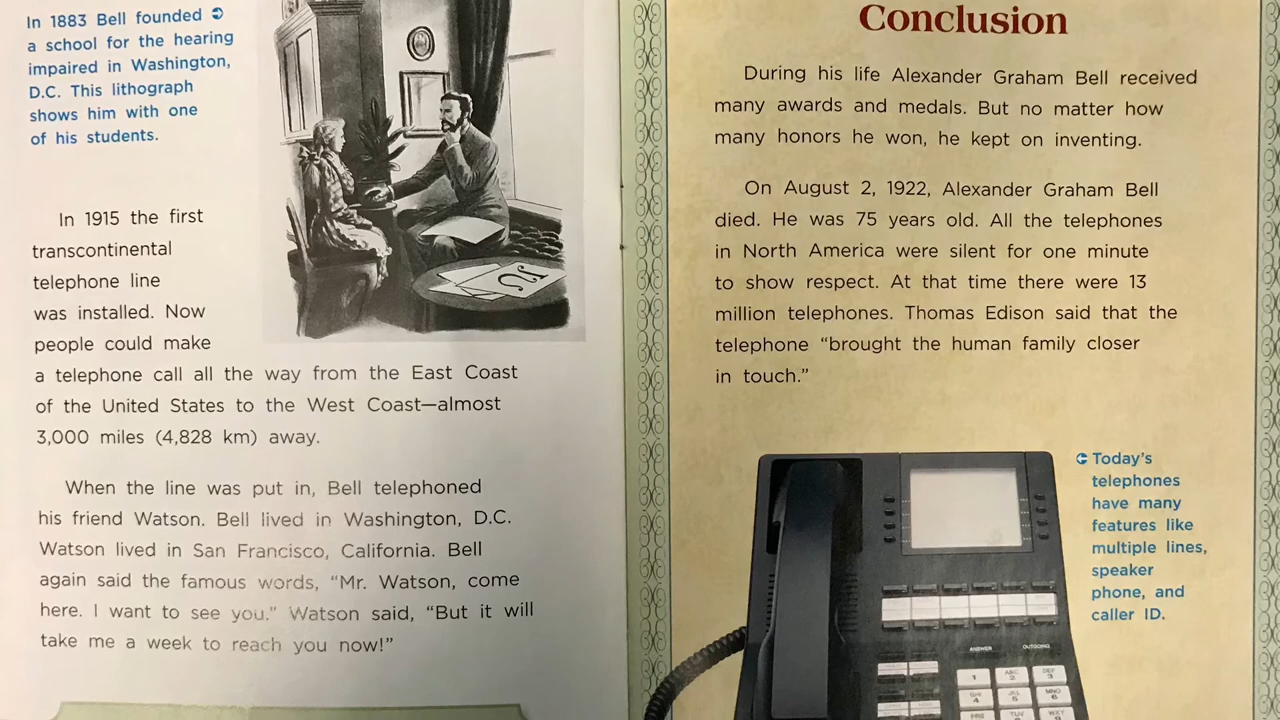 In 1883 Bell founded
a school for the hearing
impaired in Washington,
D.C. This lithograph
shows him with one
of his students.
In 1915 the first
transcontinental
telephone line
was installed. Now
people could make
a telephone call all the way from the East Coast
of the United States to the West Coast—almost
3,000 miles (4,828 km) away.
When the line was put in, Bell telephoned
his friend Watson. Bell lived in Washington, D.C.
Watson lived in San Francisco, California. Bell
again said the famous words, “Mr. Watson, come
here. I want to see you.” Watson said, “But it will
take me a week to reach you now!”
Conclusion
During his life Alexander Graham Bell received
many awards and medals. But no matter how
many honors he won, he kept on inventing.
On August 2, 1922, Alexander Graham Bell
died. He was 75 years old. All the telephones
in North America were silent for one minute
to show respect. At that time there were 13
million telephones. Thomas Edison said that the
telephone “brought the human family closer
in touch.”
Today’s
telephones
have many
features like
multiple lines,
speaker
phone, and
caller ID.
ANSWER OUTGOING
1 ABC 2 DEF 3
GHI 4 JKL 5 MNO 6
PRS TUV WXY